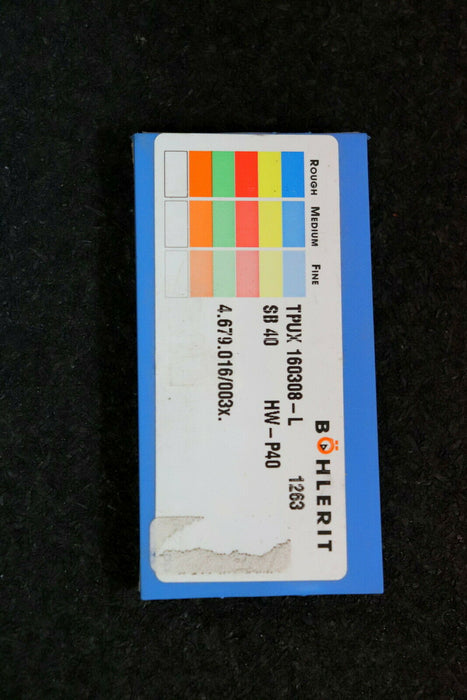 ROUGH MEDIUM FINE
BÖHLERIT
TPUX 160308-L 1263
SB 40 HW-P40
4.679.016/003x.